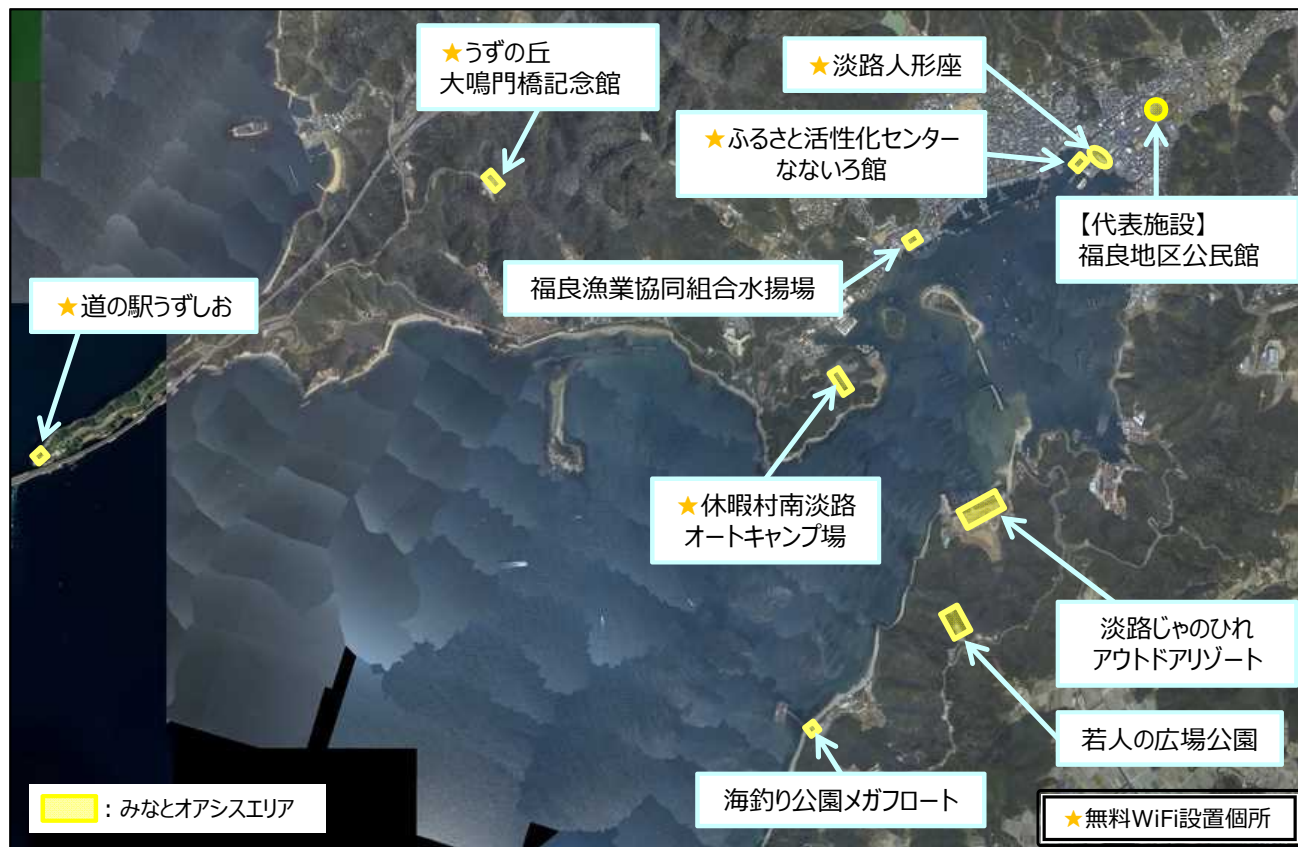 ★うずの丘
大鳴門橋記念館
★淡路人形座
★ふるさと活性化センター
なないろ館
【代表施設】
福良地区公民館
福良漁業協同組合水揚場
★道の駅うずしお
★休暇村南淡路
オートキャンプ場
淡路じゃのひれ
アウトドアリゾート
若人の広場公園
海釣り公園メガフロート
：みなとオアシスエリア
★無料WiFi設置個所